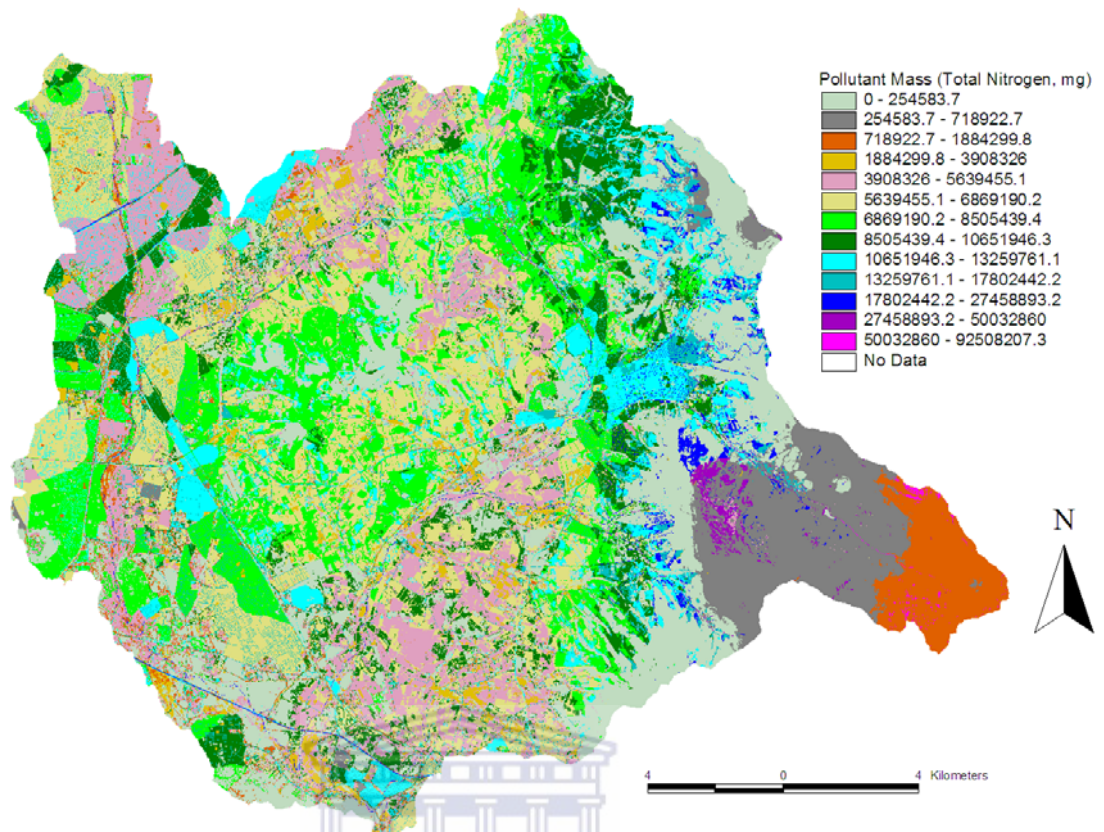 Pollutant Mass (Total Nitrogen, mg)
0 - 254583.7
254583.7 - 718922.7
718922.7 - 1884299.8
1884299.8 - 3908326
3908326 - 5639455.1
5639455.1 - 6869190.2
6869190.2 - 8505439.4
8505439.4 - 10651946.3
10651946.3 - 13259761.1
13259761.1 - 17802442.2
17802442.2 - 27458893.2
27458893.2 - 50032860
50032860 - 92508207.3
No Data
N
4 0 4 Kilometers